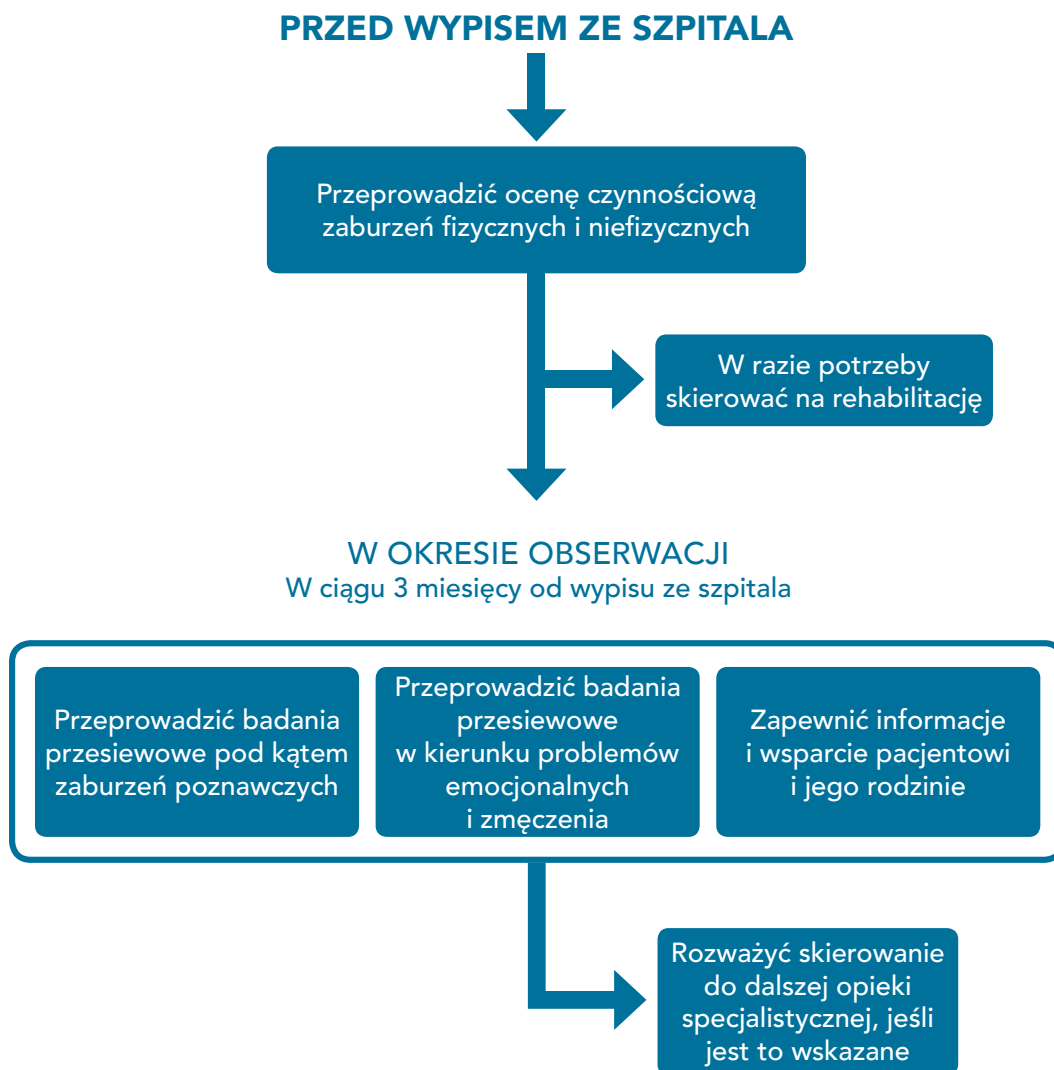 PRZED WYPISEM ZE SZPITALA
Przeprowadzić ocenę czynnościową
zaburzeń fizycznych i niefizycznych
W razie potrzeby
skierować na rehabilitację
W OKRESIE OBSERWACJI
W ciągu 3 miesięcy od wypisu ze szpitala
Przeprowadzić badania
przesiewowe pod kątem
zaburzeń poznawczych
Przeprowadzić badania
przesiewowe
w kierunku problemów
emocjonalnych
i zmęczenia
Zapewnić informacje
i wsparcie pacjentowi
i jego rodzinie
Rozważyć skierowanie
do dalszej opieki
specjalistycznej, jeśli
jest to wskazane